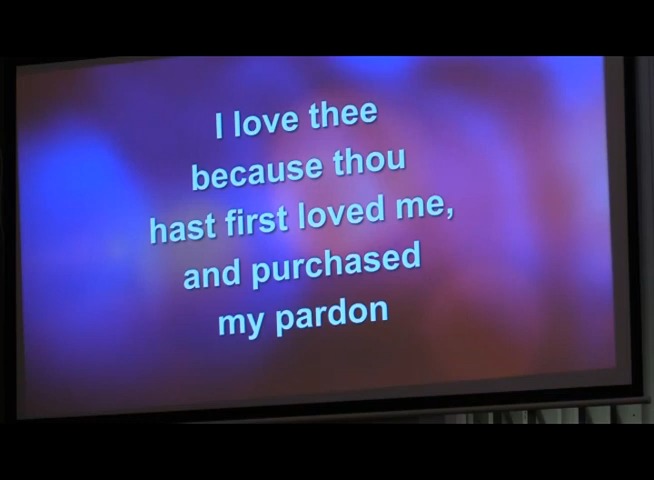 I love thee
because thou
hast first loved me,
and purchased
my pardon